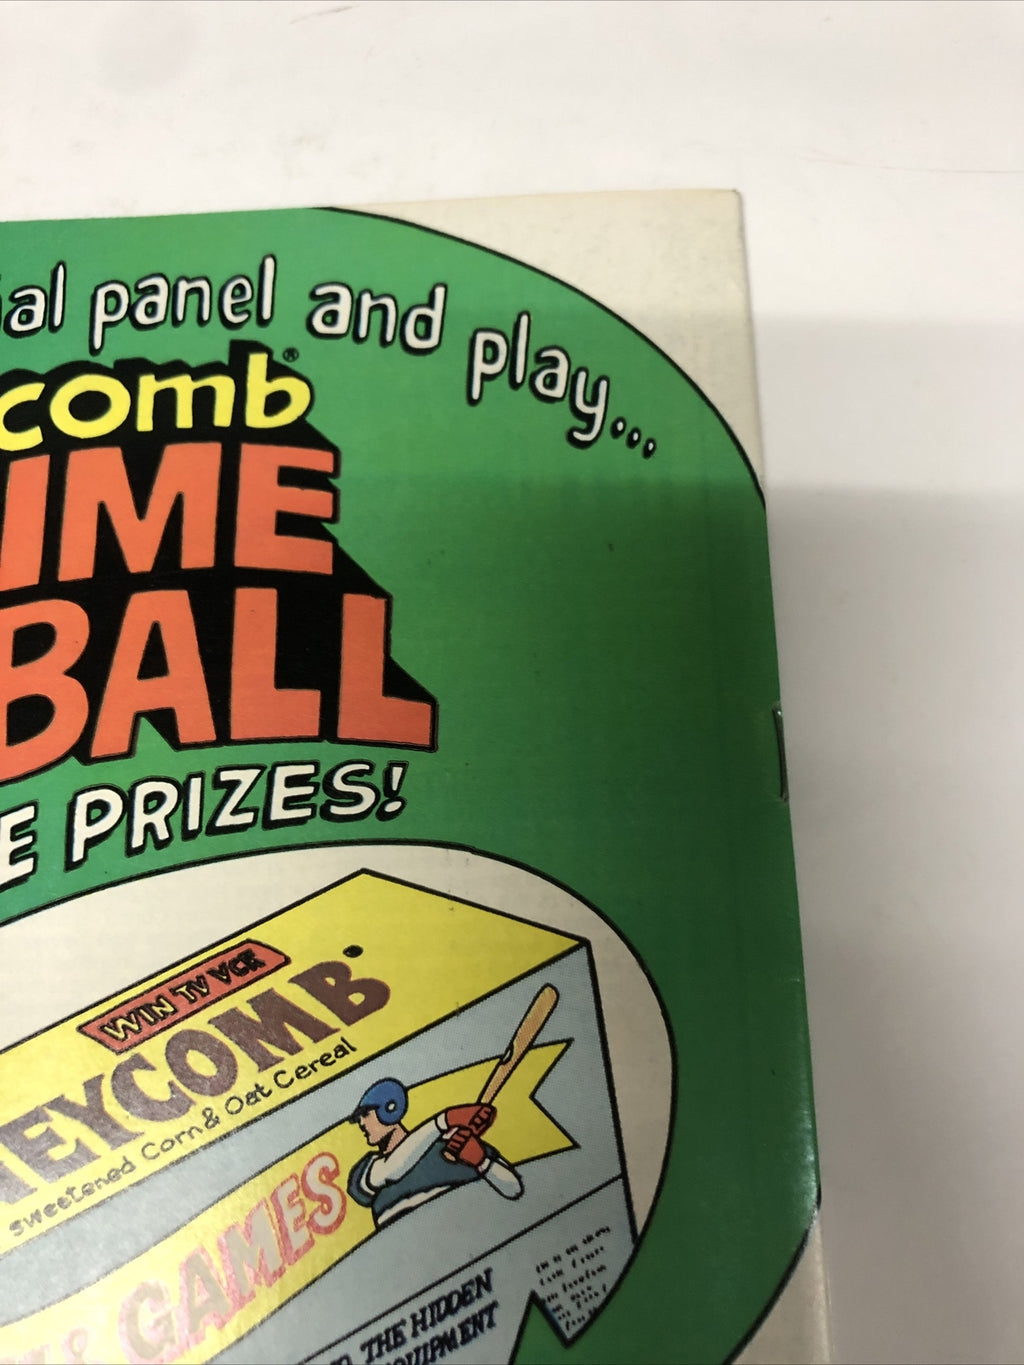 ial panel and play...
comb®
IME
BALL
E PRIZES!
WIN TV VCR
EYCOMB®
sweetened Corn & Oat Cereal
GAMES
THE HIDDEN
QUIPMENT